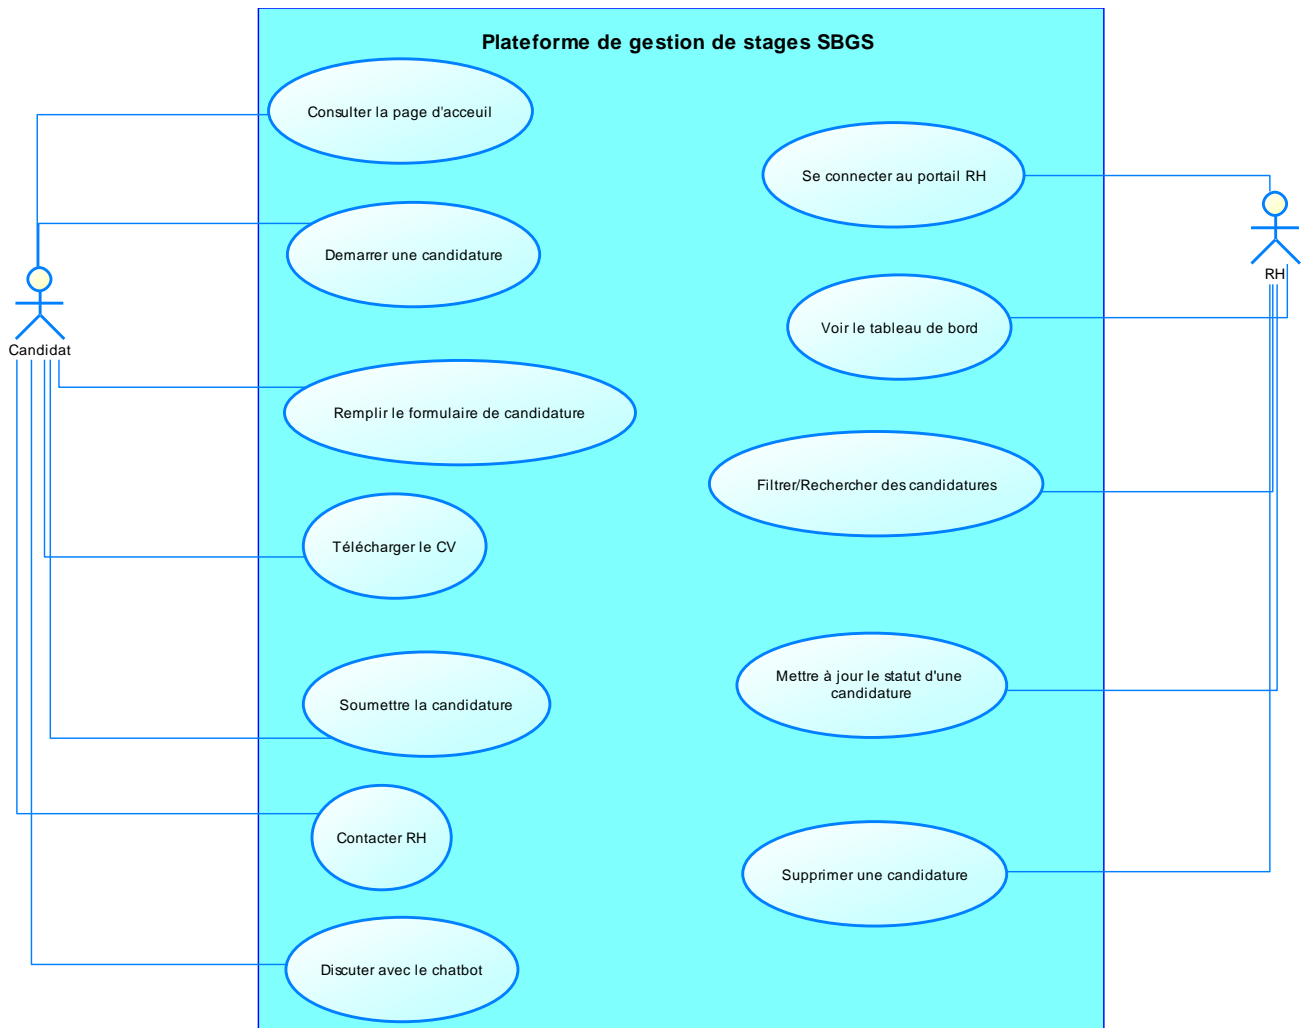 Plateforme de gestion de stages SBGS
Consulter la page d'acceuil
Se connecter au portail RH
Demarrer une candidature
RH
Voir le tableau de bord
Candidat
Remplir le formulaire de candidature
Filtrer/Rechercher des candidatures
Télécharger le CV
Mettre à jour le statut d'une
candidature
Soumettre la candidature
Contacter RH
Supprimer une candidature
Discuter avec le chatbot